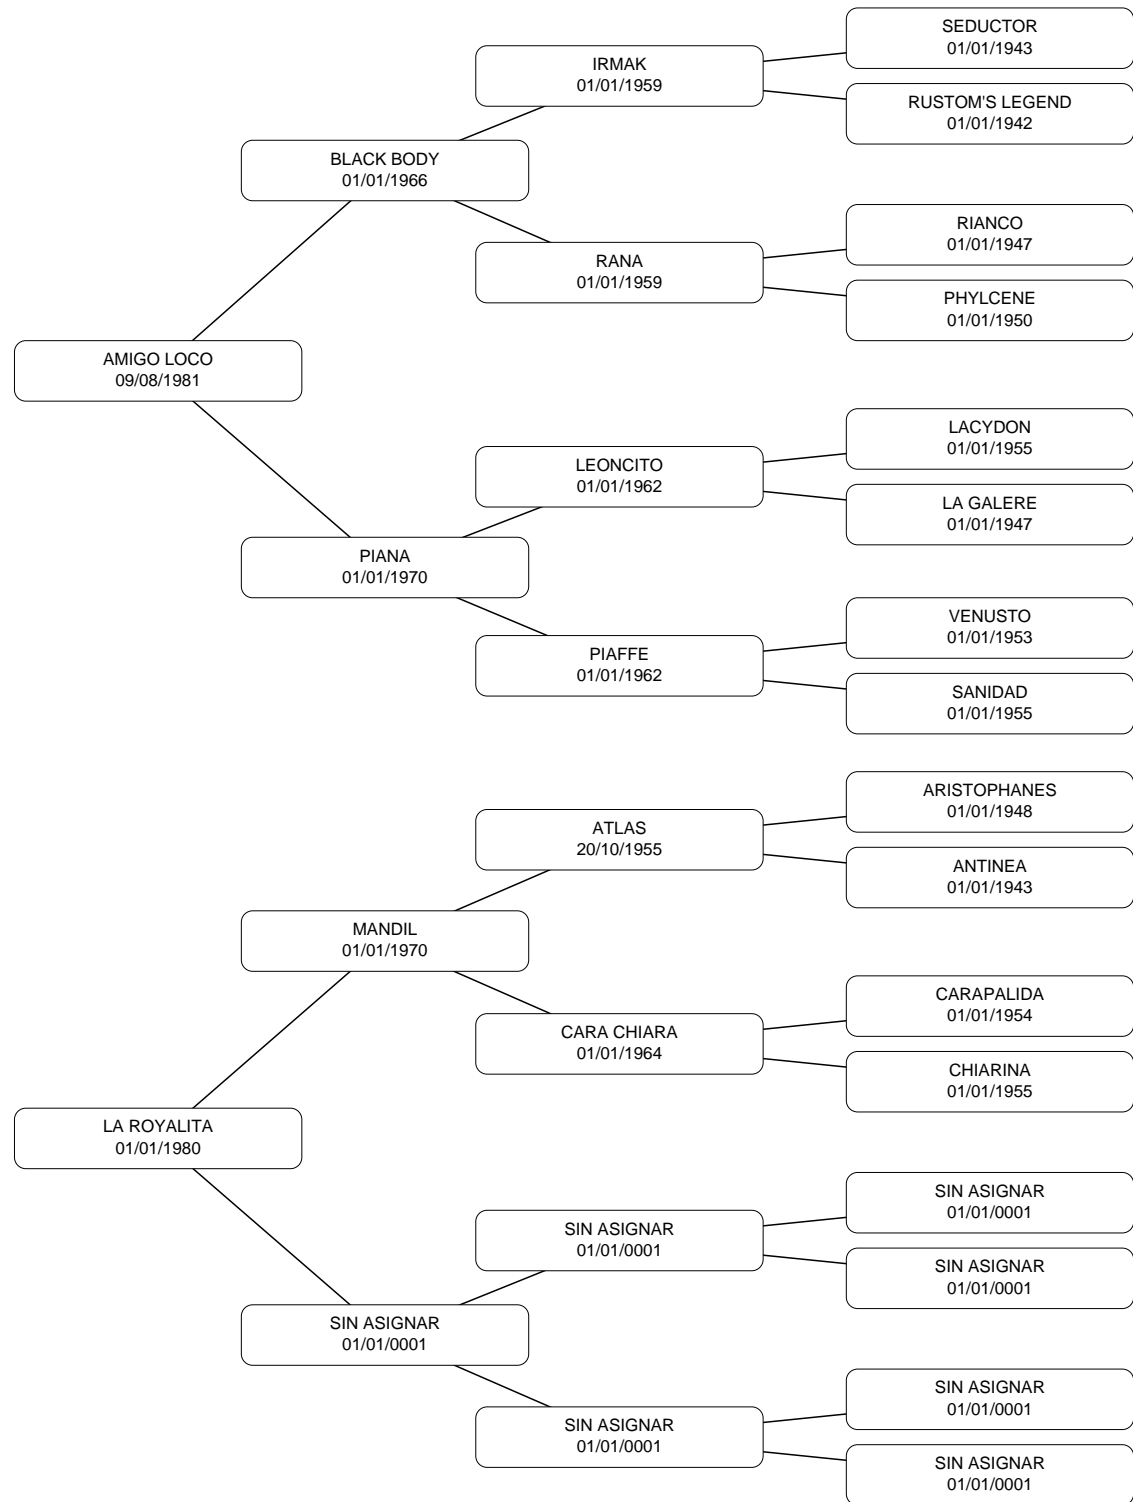 SEDUCTOR
01/01/1943
IRMAK
01/01/1959
RUSTOM'S LEGEND
01/01/1942
BLACK BODY
01/01/1966
RIANCO
01/01/1947
RANA
01/01/1959
PHYLCENE
01/01/1950
AMIGO LOCO
09/08/1981
LACYDON
01/01/1955
LEONCITO
01/01/1962
LA GALERE
01/01/1947
PIANA
01/01/1970
VENUSTO
01/01/1953
PIAFFE
01/01/1962
SANIDAD
01/01/1955
ARISTOPHANES
01/01/1948
ATLAS
20/10/1955
ANTINEA
01/01/1943
MANDIL
01/01/1970
CARAPALIDA
01/01/1954
CARA CHIARA
01/01/1964
CHIARINA
01/01/1955
LA ROYALITA
01/01/1980
SIN ASIGNAR
01/01/0001
SIN ASIGNAR
01/01/0001
SIN ASIGNAR
01/01/0001
SIN ASIGNAR
01/01/0001
SIN ASIGNAR
01/01/0001
SIN ASIGNAR
01/01/0001
SIN ASIGNAR
01/01/0001